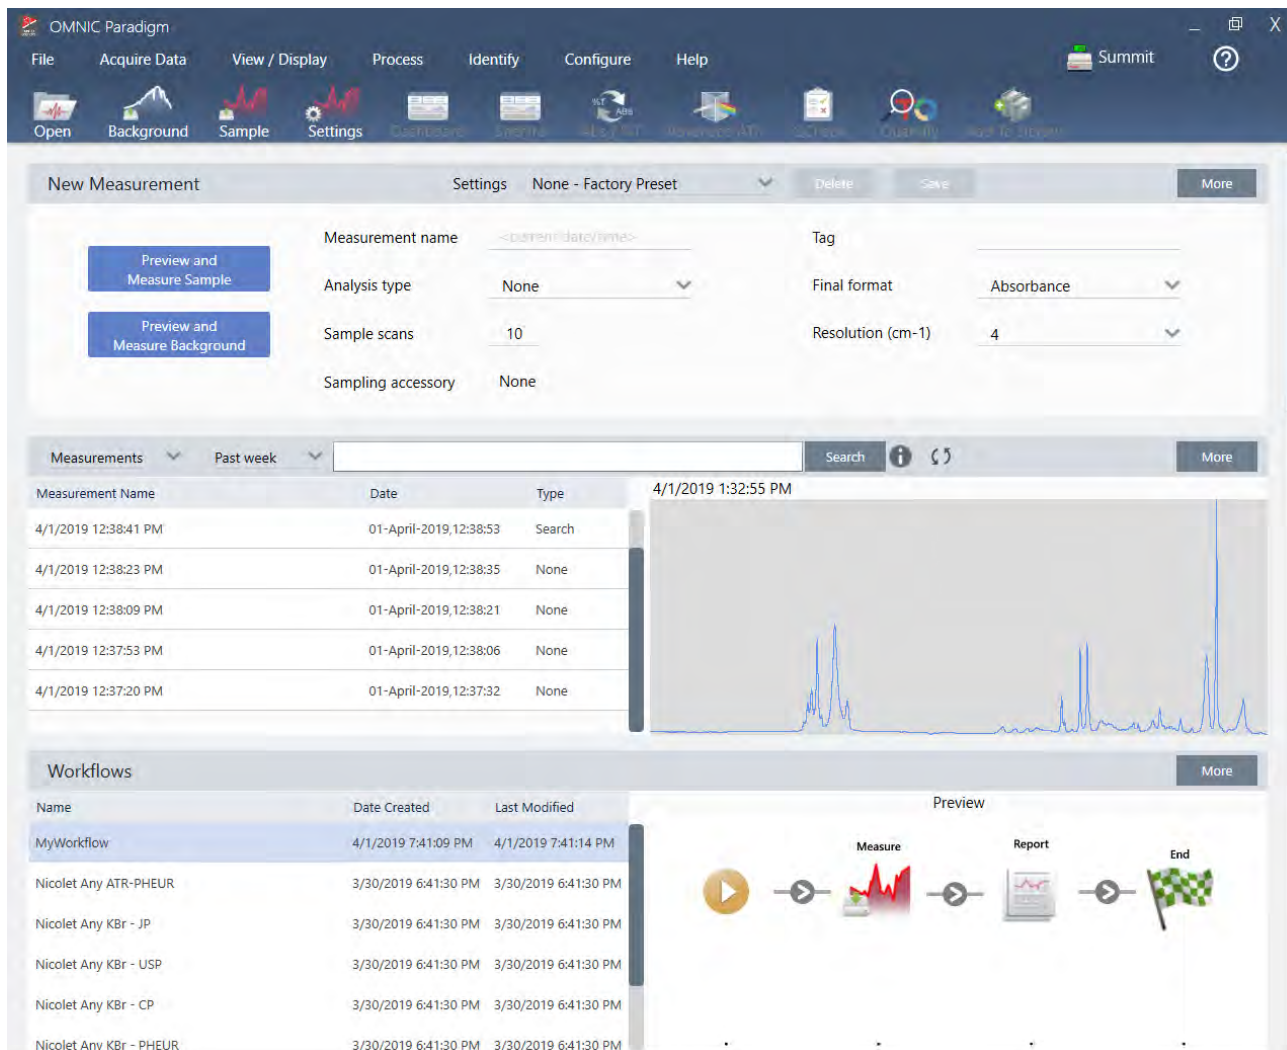 OMNIC Paradigm
File Acquire Data View / Display Process Identify Configure Help Summit
Open Background Sample Settings
New Measurement Settings None - Factory Preset Delete Save More
Preview and
Measure Sample
Preview and
Measure Background
Measurement name <current date/time> Tag
Analysis type None Final format Absorbance
Sample scans 10 Resolution (cm-1) 4
Sampling accessory None
Measurements Past week Search More
Measurement Name Date Type 4/1/2019 1:32:55 PM
4/1/2019 12:38:41 PM 01-April-2019,12:38:53 Search
4/1/2019 12:38:23 PM 01-April-2019,12:38:35 None
4/1/2019 12:38:09 PM 01-April-2019,12:38:21 None
4/1/2019 12:37:53 PM 01-April-2019,12:38:06 None
4/1/2019 12:37:20 PM 01-April-2019,12:37:32 None
Workflows More
Name Date Created Last Modified Preview
MyWorkflow 4/1/2019 7:41:09 PM 4/1/2019 7:41:14 PM
Measure Report End
Nicolet Any ATR-PHEUR 3/30/2019 6:41:30 PM 3/30/2019 6:41:30 PM
Nicolet Any KBr - JP 3/30/2019 6:41:30 PM 3/30/2019 6:41:30 PM
Nicolet Any KBr - USP 3/30/2019 6:41:30 PM 3/30/2019 6:41:30 PM
Nicolet Any KBr - CP 3/30/2019 6:41:30 PM 3/30/2019 6:41:30 PM
Nicolet Any KBr - PHEUR 3/30/2019 6:41:30 PM 3/30/2019 6:41:30 PM